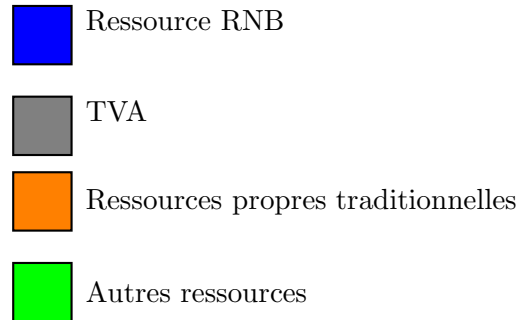 Ressource RNB
TVA
Ressources propres traditionnelles
Autres ressources